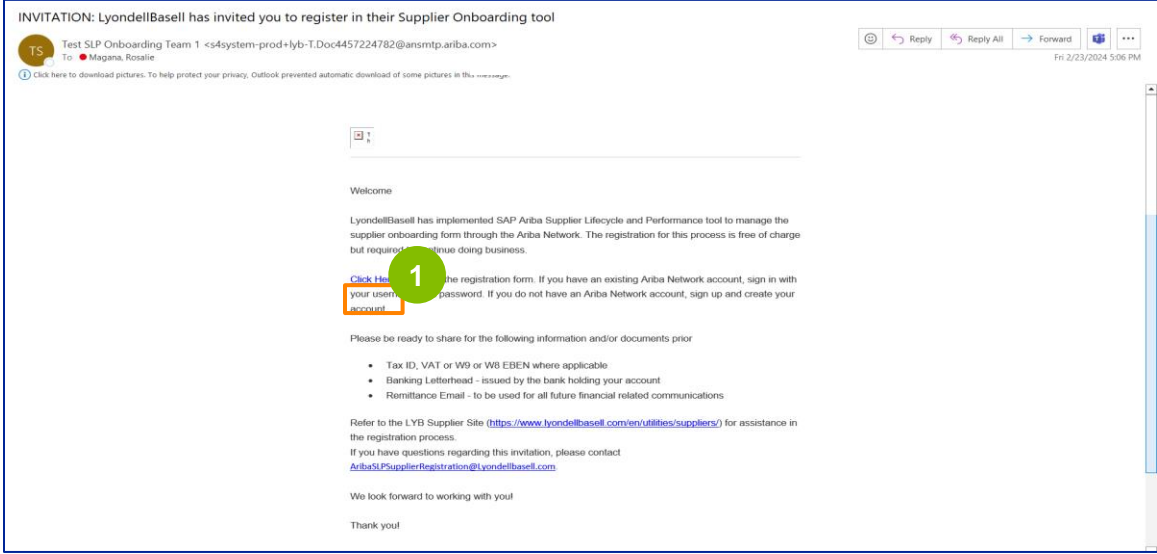 INVITATION: LyondellBasell has invited you to register in their Supplier Onboarding tool
TS
Test SLP Onboarding Team 1 <s4system-prod+lyb-T.Doc4457224782@ansmtp.ariba.com>
To Magana, Rosalie
Reply
Reply All
Forward
Fri 2/23/2024 5:06 PM
Click here to download pictures. To help protect your privacy, Outlook prevented automatic download of some pictures in this message.
Welcome
LyondellBasell has implemented SAP Ariba Supplier Lifecycle and Performance tool to manage the
supplier onboarding form through the Ariba Network. The registration for this process is free of charge
but required doing business.
Click the registration form. If you have an existing Ariba Network account, sign in with
your password. If you do not have an Ariba Network account, sign up and create your
account
1
Please be ready to share for the following information and/or documents prior
• Tax ID, VAT or W9 or W8 EBEN where applicable
• Banking Letterhead - issued by the bank holding your account
• Remittance Email - to be used for all future financial related communications
Refer to the LYB Supplier Site (https://www.lyondellbasell.com/en/utilities/suppliers/) for assistance in
the registration process.
If you have questions regarding this invitation, please contact
AribaSLPSupplierRegistration@Lyondellbasell.com.
We look forward to working with you!
Thank you!